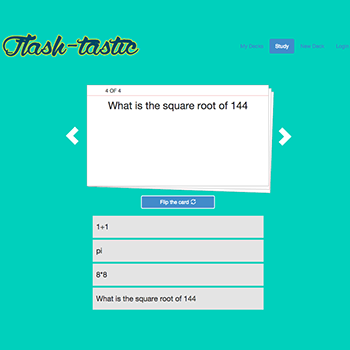 Flash-tastic
My Decks Study New Deck Login
4 OF 4
What is the square root of 144
Flip the card
1+1
pi
8*8
What is the square root of 144